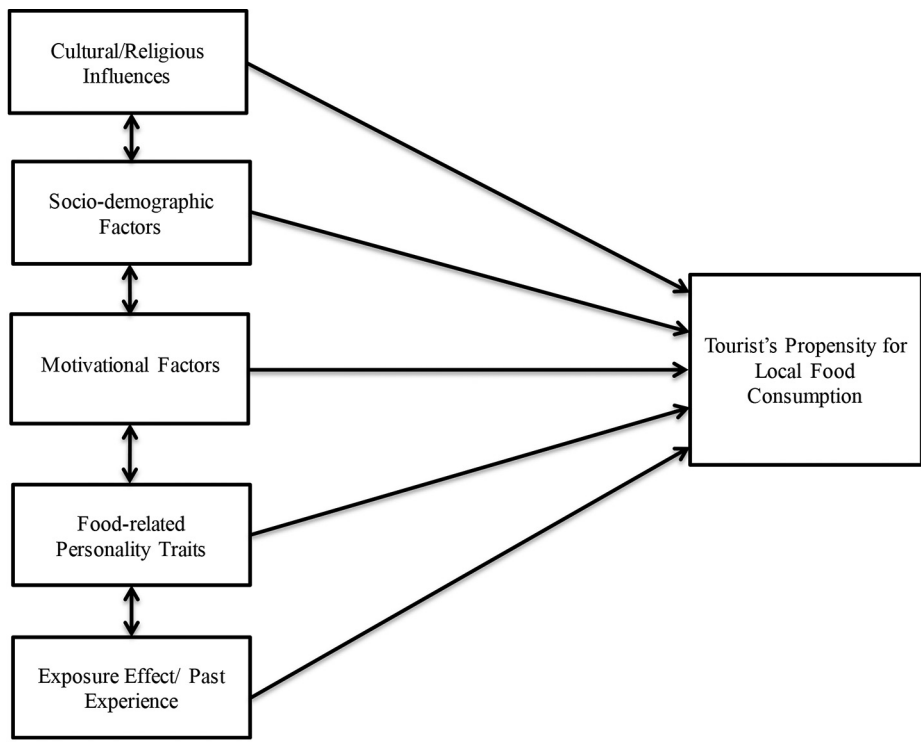 Cultural/Religious
Influences
Socio-demographic
Factors
Motivational Factors
Food-related
Personality Traits
Exposure Effect/ Past
Experience
Tourist's Propensity for
Local Food
Consumption